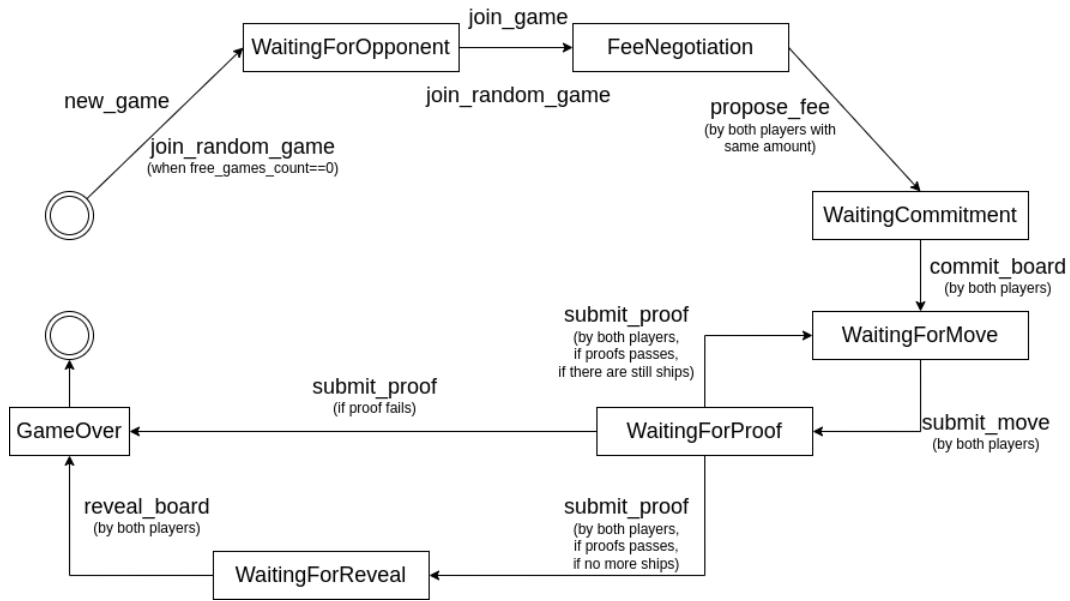 join_game
WaitingForOpponent
FeeNegotiation
new_game
join_random_game
propose_fee
(by both players with
same amount)
join_random_game
(when free_games_count==0)
WaitingCommitment
commit_board
(by both players)
submit_proof
(by both players,
if proofs passes,
if there are still ships)
WaitingForMove
submit_proof
(if proof fails)
GameOver
WaitingForProof
submit_move
(by both players)
reveal_board
(by both players)
submit_proof
(by both players,
if proofs passes,
if no more ships)
WaitingForReveal